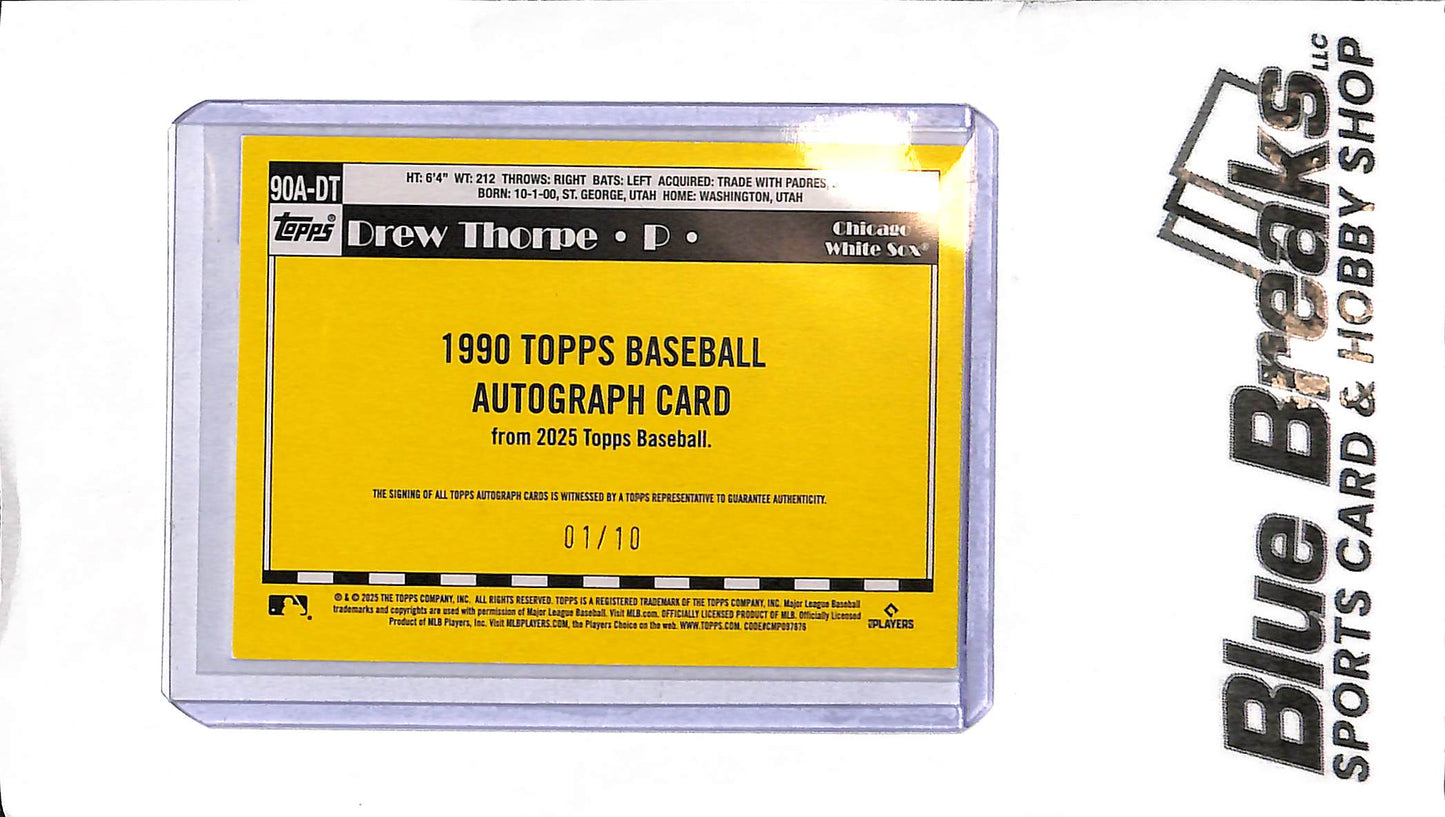 90A-DT
HT: 6'4" WT: 212 THROWS: RIGHT BATS: LEFT ACQUIRED: TRADE WITH PADRES,
BORN: 10-1-00, ST. GEORGE, UTAH HOME: WASHINGTON, UTAH
Topps® Drew Thorpe • P •
Chicago
White Sox®
1990 TOPPS BASEBALL
AUTOGRAPH CARD
from 2025 Topps Baseball.
THE SIGNING OF ALL TOPPS AUTOGRAPH CARDS IS WITNESSED BY A TOPPS REPRESENTATIVE TO GUARANTEE AUTHENTICITY.
01/10
® & © 2025 THE TOPPS COMPANY, INC. ALL RIGHTS RESERVED. TOPPS IS A REGISTERED TRADEMARK OF THE TOPPS COMPANY, INC. Major League Baseball
trademarks and copyrights are used with permission of Major League Baseball. Visit MLB.com. OFFICIALLY LICENSED PRODUCT OF MLB. Officially Licensed
Product of MLB Players, Inc. Visit MLBPLAYERS.COM, the Players Choice on the web. WWW.TOPPS.COM. CODE#CMP097676
MLBPLAYERS
Blue Breaks LLC
SPORTS CARD & HOBBY SHOP